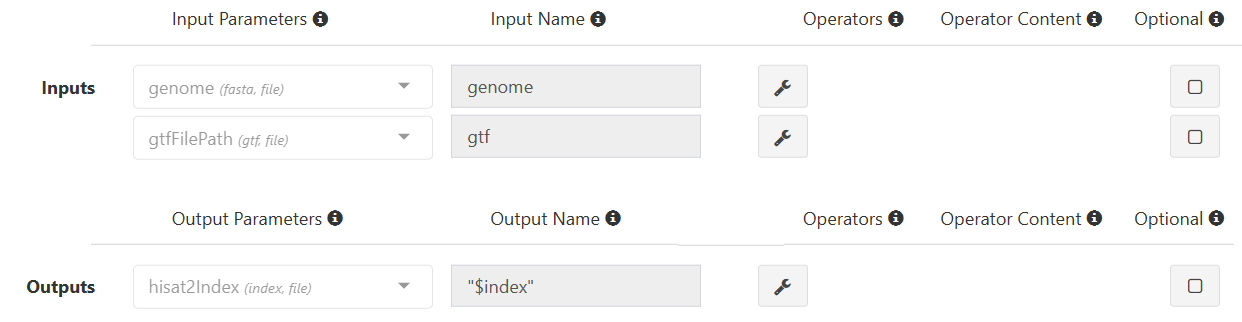 Input Parameters Input Name Operators Operator Content Optional
Inputs genome (fasta, file) genome
gtfFilePath (gtf, file) gtf
Output Parameters Output Name Operators Operator Content Optional
Outputs hisat2Index (index, file) "$index"